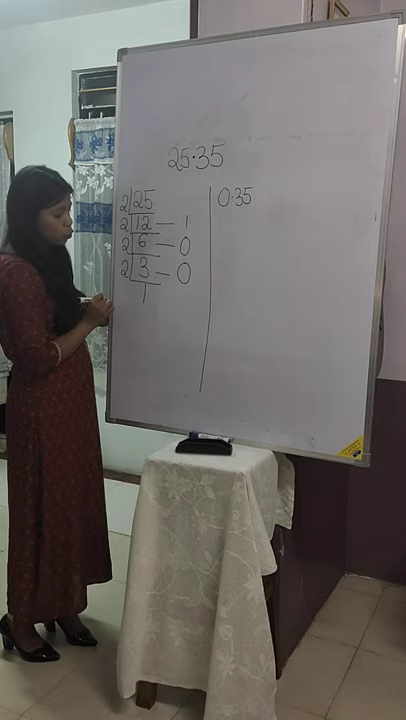 25.35
2 25
2 12 — 1
2 6 — 0
2 3 — 0
1
0.35